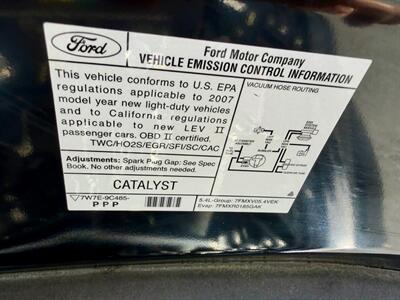 Ford
Ford Motor Company
VEHICLE EMISSION CONTROL INFORMATION
This vehicle conforms to U.S. EPA
regulations applicable to 2007
model year new light-duty vehicles
and to California regulations
applicable to new LEV II
passenger cars. OBD II certified.
TWC/HO2S/EGR/SFI/SC/CAC
VACUUM HOSE ROUTING
Adjustments: Spark Plug Gap: See Spec
Book. No other adjustments needed.
CATALYST
7W7E-9C485-
PPP
5.4L-Group: 7FMXV05.4VEK
Evap: 7FMXR0185GAK